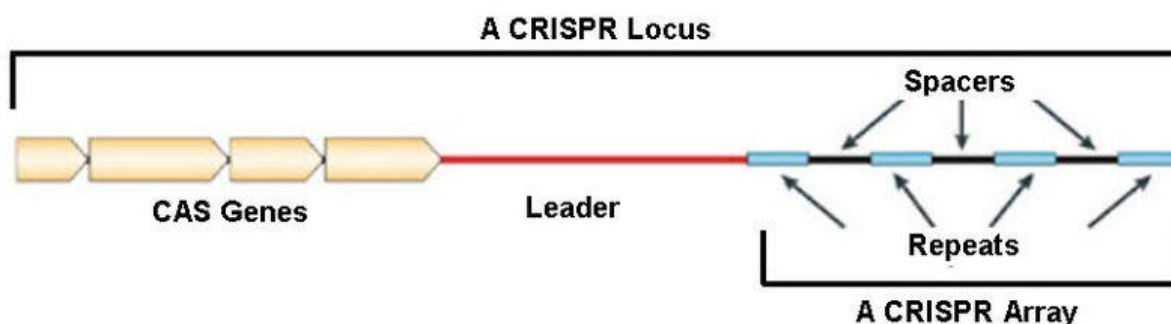 A CRISPR Locus
Spacers
CAS Genes
Leader
Repeats
A CRISPR Array